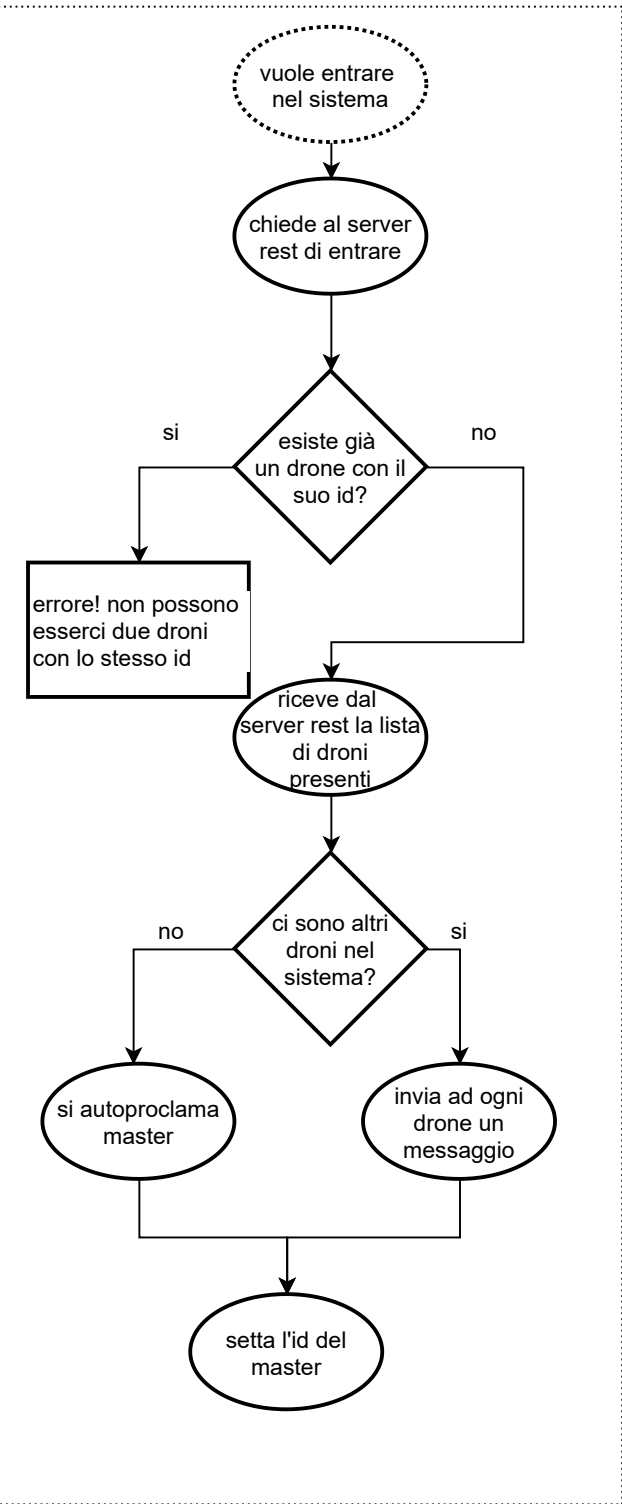 vuole entrare
nel sistema
chiede al server
rest di entrare
si
no
esiste già
un drone con il
suo id?
errore! non possono
esserci due droni
con lo stesso id
riceve dal
server rest la lista
di droni
presenti
ci sono altri
droni nel
sistema?
no
si
si autoproclama
master
invia ad ogni
drone un
messaggio
setta l'id del
master